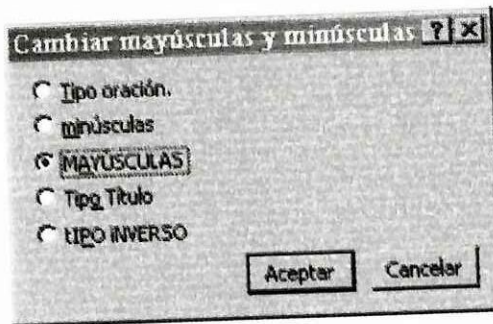 Cambiar mayúsculas y minúsculas ? X
Tipo oración.
minúsculas
MAYÚSCULAS
Tipo Título
tIPO iNVERSO
Aceptar Cancelar